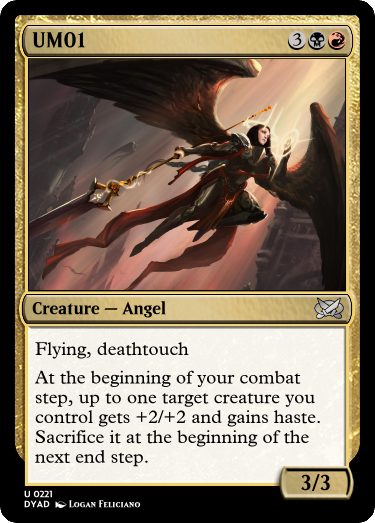 UM01
3
Creature — Angel
Flying, deathtouch
At the beginning of your combat
step, up to one target creature you
control gets +2/+2 and gains haste.
Sacrifice it at the beginning of the
next end step.
3/3
U 0221
DYAD Logan Feliciano